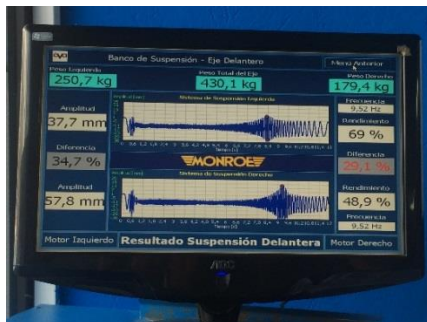 Banco de Suspensión - Eje Delantero
Menú Anterior
Peso Izquierdo
250,7 kg
Peso Total del Eje
430,1 kg
Peso Derecho
179,4 kg
Amplitud
37,7 mm
Sistema de Suspensión Izquierda
Frecuencia
9,52 Hz
Rendimiento
69 %
Diferencia
34,7 %
MONROE
Diferencia
29,1 %
Amplitud
57,8 mm
Sistema de Suspensión Derecho
Rendimiento
48,9 %
Frecuencia
9,52 Hz
Motor Izquierdo
Resultado Suspensión Delantera
Motor Derecho